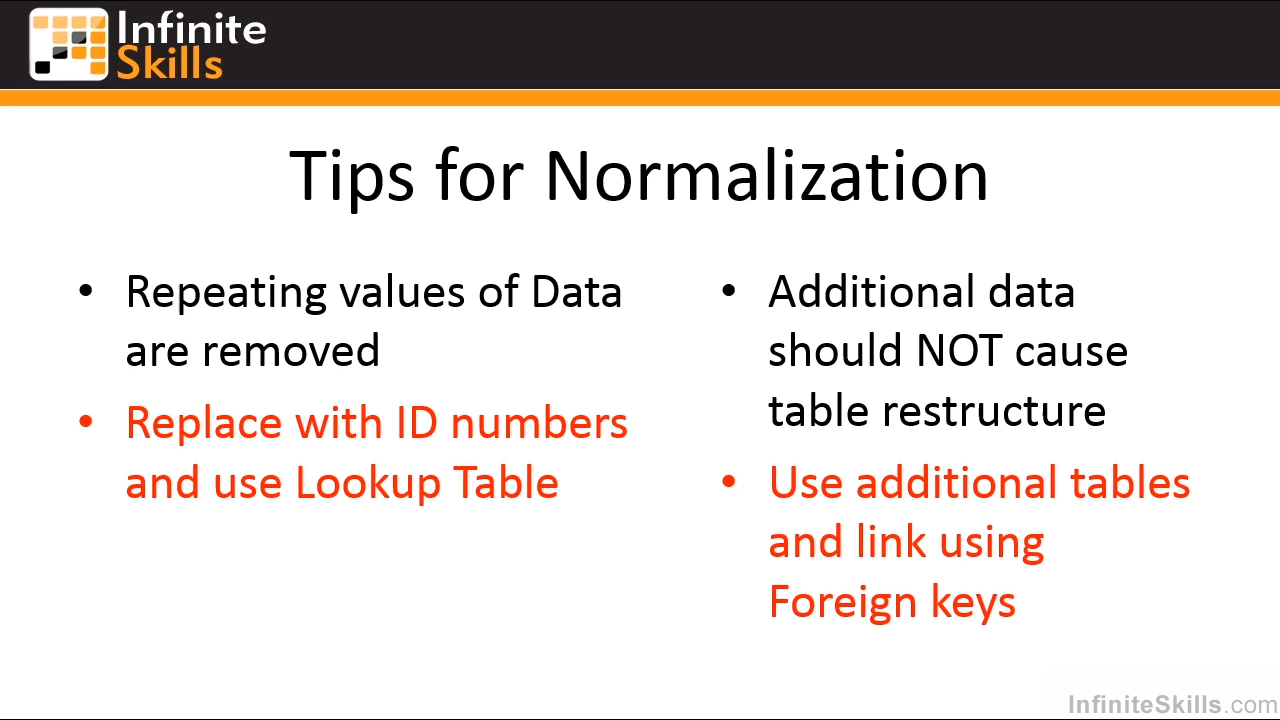 Infinite
Skills
Tips for Normalization
• Repeating values of Data
are removed
• Replace with ID numbers
and use Lookup Table
• Additional data
should NOT cause
table restructure
• Use additional tables
and link using
Foreign keys
InfiniteSkills.com